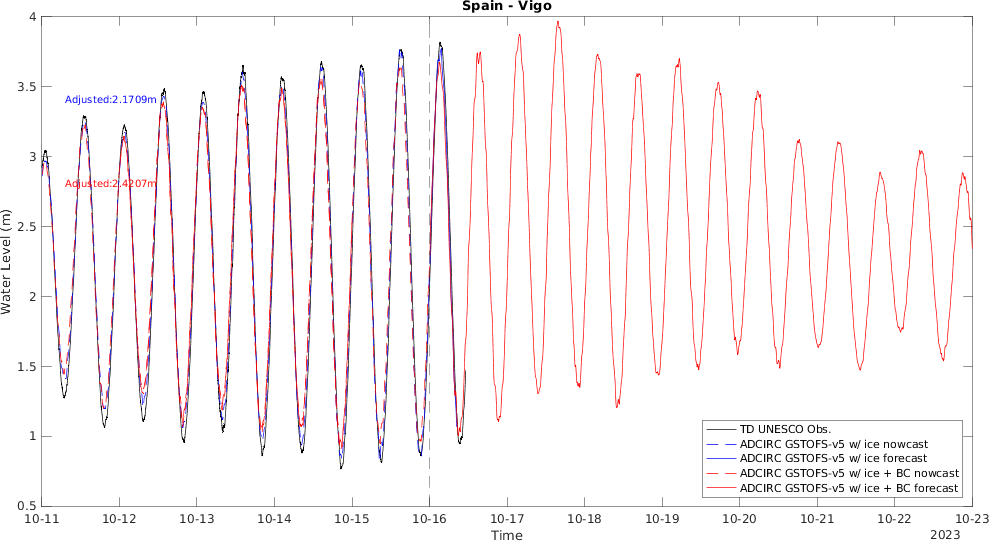 Spain - Vigo
4
3.5
3
2.5
2
1.5
1
0.5
Water Level (m)
Adjusted:2.1709m
Adjusted:2.4207m
TD UNESCO Obs.
ADCIRC GSTOFS-v5 w/ ice nowcast
ADCIRC GSTOFS-v5 w/ ice forecast
ADCIRC GSTOFS-v5 w/ ice + BC nowcast
ADCIRC GSTOFS-v5 w/ ice + BC forecast
10-11 10-12 10-13 10-14 10-15 10-16 10-17 10-18 10-19 10-20 10-21 10-22 10-23
Time
2023